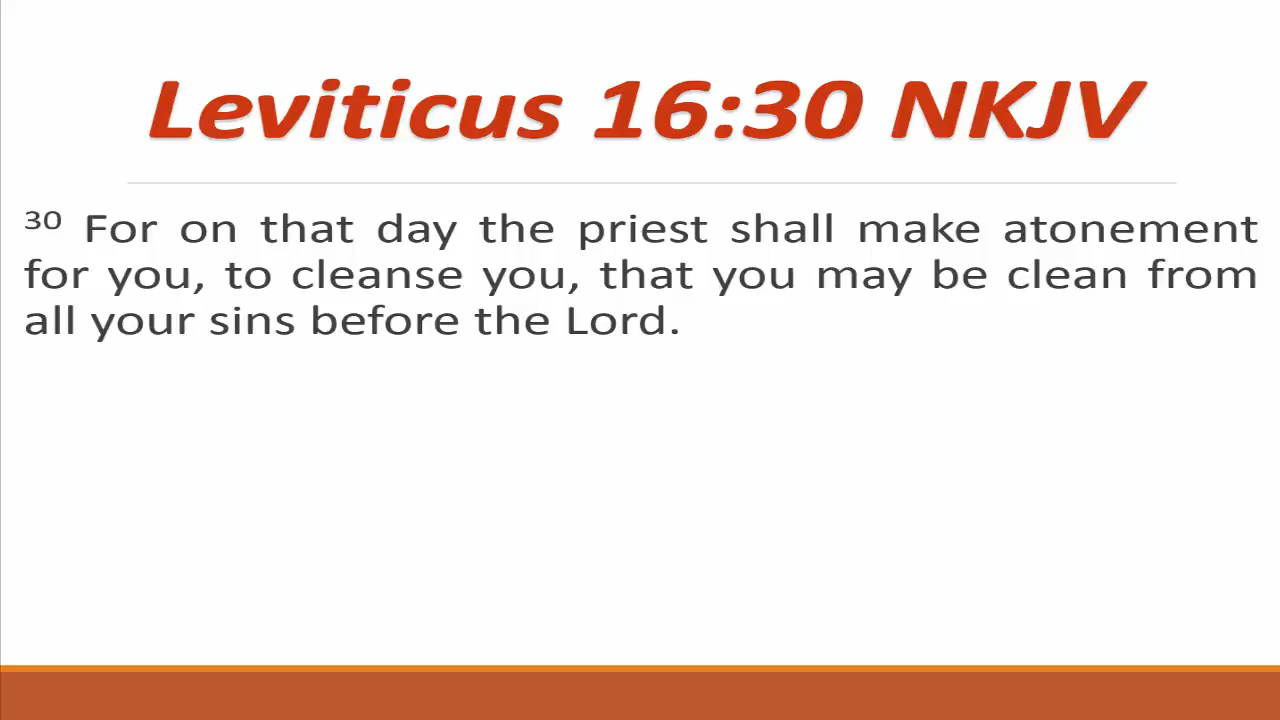 Leviticus 16:30 NKJV
30 For on that day the priest shall make atonement
for you, to cleanse you, that you may be clean from
all your sins before the Lord.